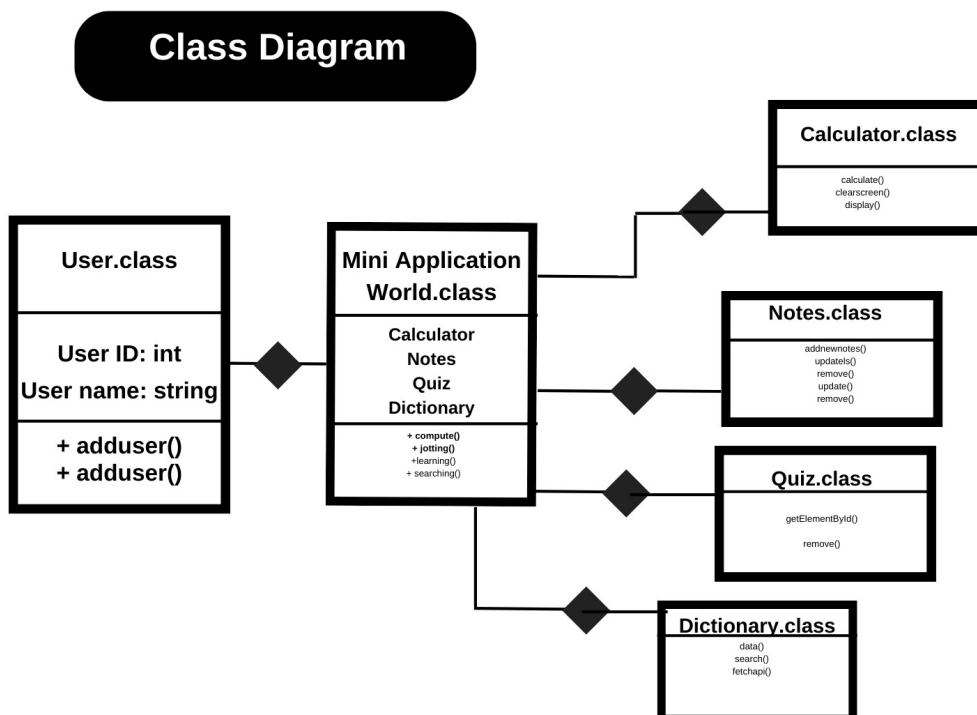 Class Diagram
User.class
User ID: int
User name: string
+ adduser()
+ adduser()
Mini Application
World.class
Calculator
Notes
Quiz
Dictionary
+ compute()
+ jotting()
+learning()
+ searching()
Calculator.class
calculate()
clearscreen()
display()
Notes.class
addnewnotes()
updatels()
remove()
update()
remove()
Quiz.class
getElementById()
remove()
Dictionary.class
data()
search()
fetchapi()